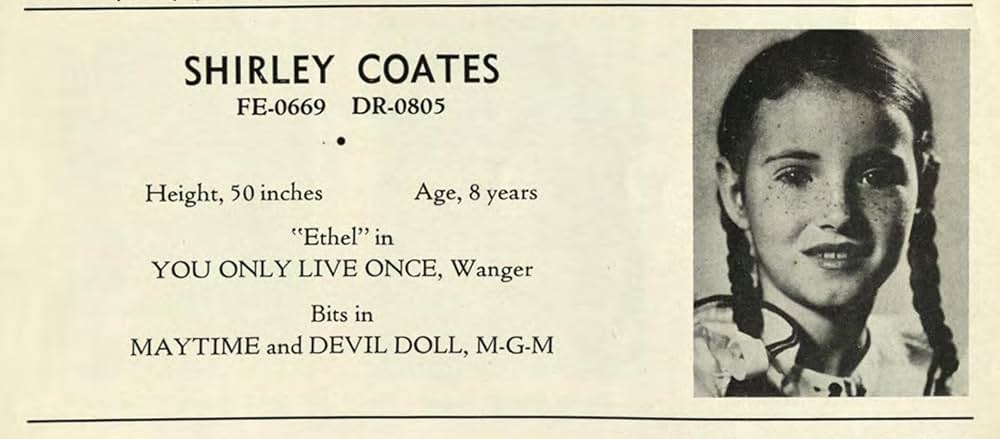 SHIRLEY COATES
FE-0669 DR-0805
Height, 50 inches Age, 8 years
"Ethel" in
YOU ONLY LIVE ONCE, Wanger
Bits in
MAYTIME and DEVIL DOLL, M-G-M